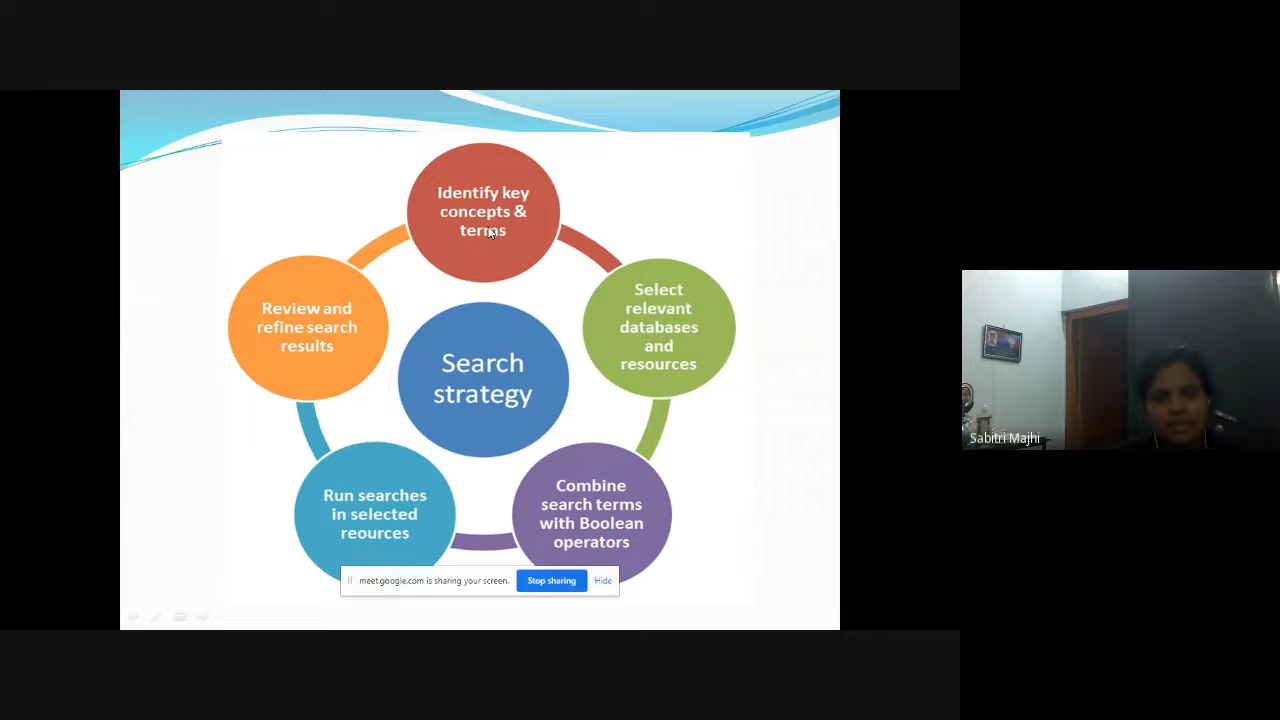 Identify key
concepts &
terms
Select
relevant
databases
and
resources
Combine
search terms
with Boolean
operators
Run searches
in selected
reources
Review and
refine search
results
Search
strategy
meet.google.com is sharing your screen.
Stop sharing
Hide
Sabitri Majhi